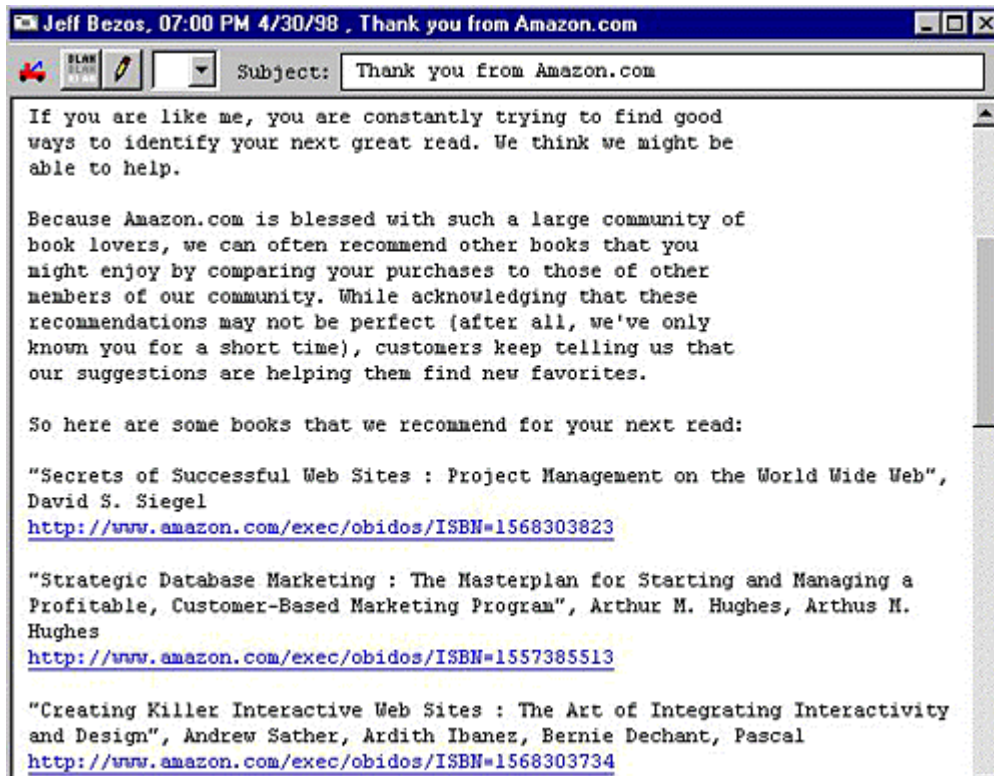 Jeff Bezos, 07:00 PM 4/30/98 , Thank you from Amazon.com
BLAH
BLAH
Subject: Thank you from Amazon.com
If you are like me, you are constantly trying to find good
ways to identify your next great read. We think we might be
able to help.
Because Amazon.com is blessed with such a large community of
book lovers, we can often recommend other books that you
might enjoy by comparing your purchases to those of other
members of our community. While acknowledging that these
recommendations may not be perfect (after all, we've only
known you for a short time), customers keep telling us that
our suggestions are helping them find new favorites.
So here are some books that we recommend for your next read:
"Secrets of Successful Web Sites : Project Management on the World Wide Web",
David S. Siegel
http://www.amazon.com/exec/obidos/ISBN=1568303823
"Strategic Database Marketing : The Masterplan for Starting and Managing a
Profitable, Customer-Based Marketing Program", Arthur M. Hughes, Arthus M.
Hughes
http://www.amazon.com/exec/obidos/ISBN=1557385513
"Creating Killer Interactive Web Sites : The Art of Integrating Interactivity
and Design", Andrew Sather, Ardith Ibanez, Bernie Dechant, Pascal
http://www.amazon.com/exec/obidos/ISBN=1568303734